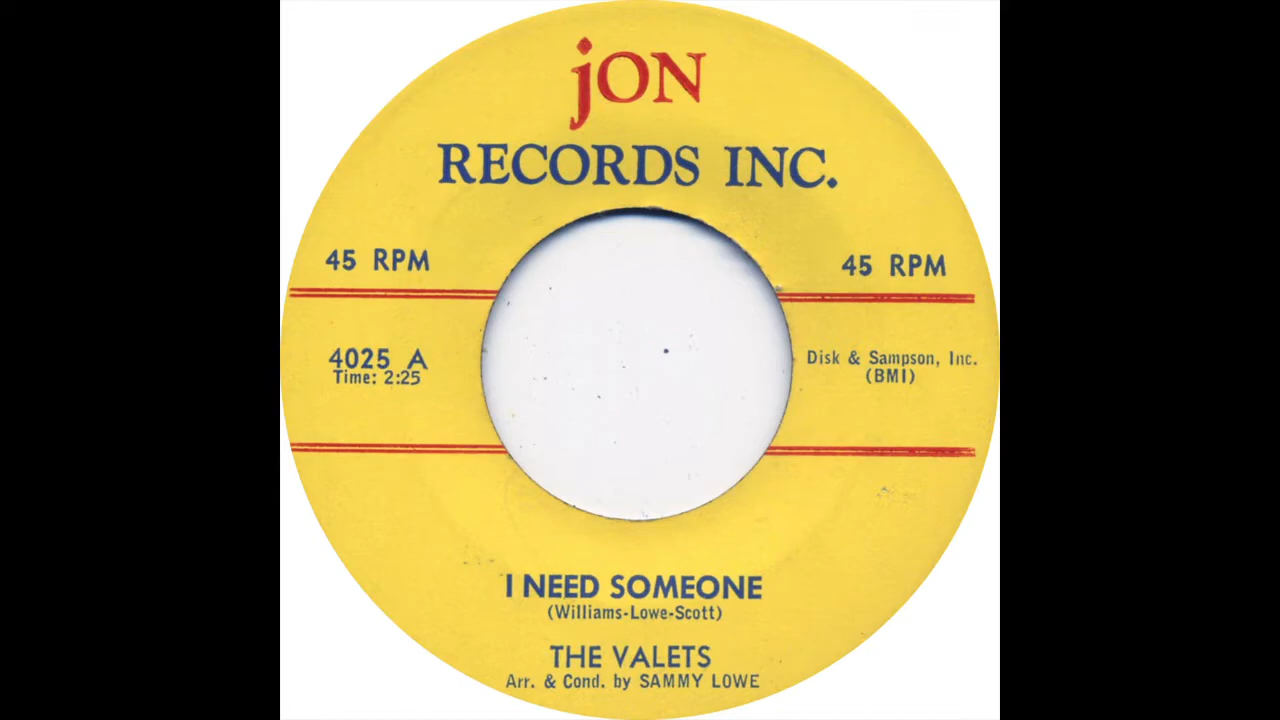 jON
RECORDS INC.
45 RPM
45 RPM
4025 A
Time: 2:25
Disk & Sampson, Inc.
(BMI)
I NEED SOMEONE
(Williams-Lowe-Scott)
THE VALETS
Arr. & Cond. by SAMMY LOWE